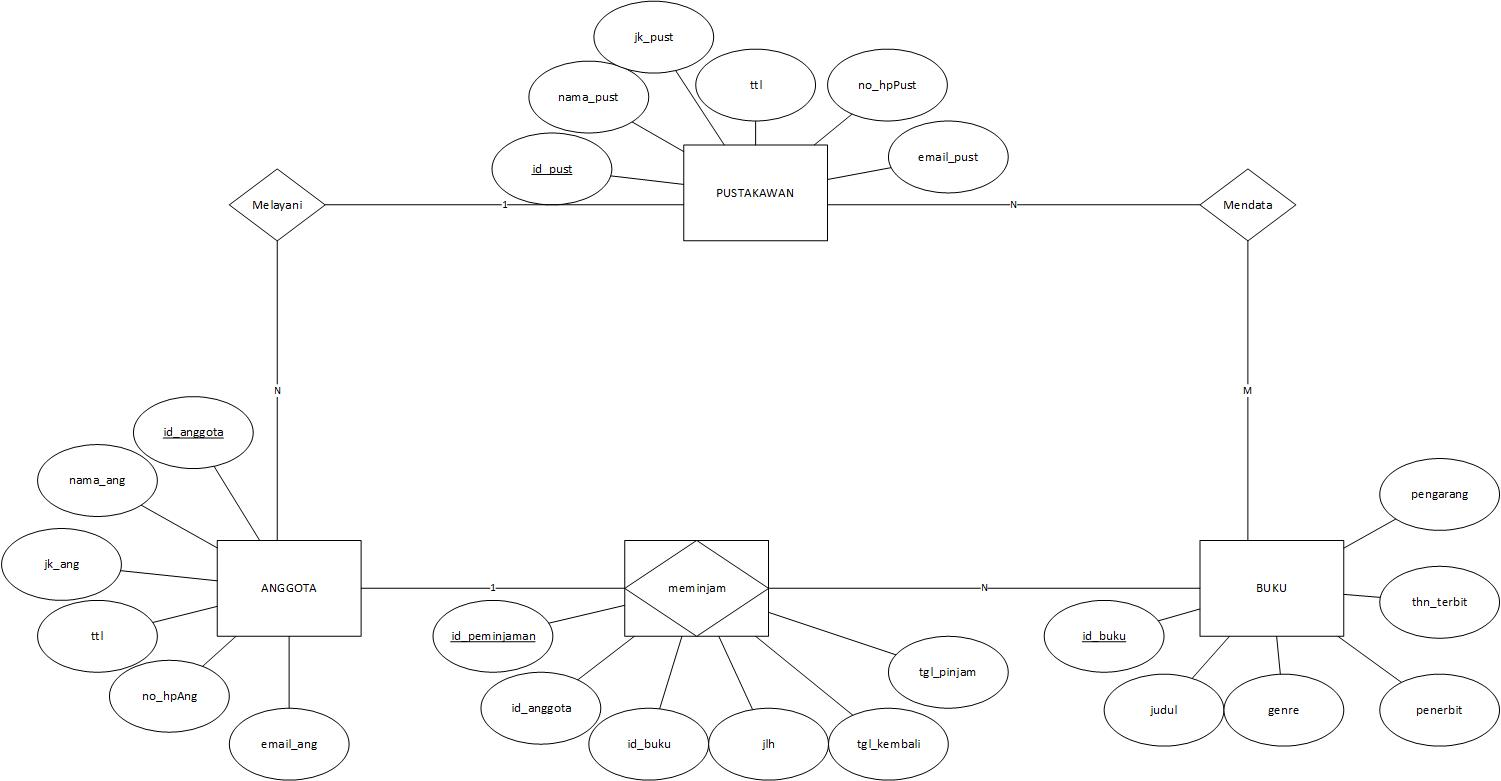 jk_pust
ttl
no_hpPust
nama_pust
email_pust
id_pust
PUSTAKAWAN
Melayani
1
N
Mendata
N
M
id_anggota
nama_ang
pengarang
jk_ang
ANGGOTA
1
meminjam
N
BUKU
thn_terbit
ttl
id_peminjaman
id_buku
tgl_pinjam
no_hpAng
id_anggota
judul
genre
penerbit
email_ang
id_buku
jlh
tgl_kembali